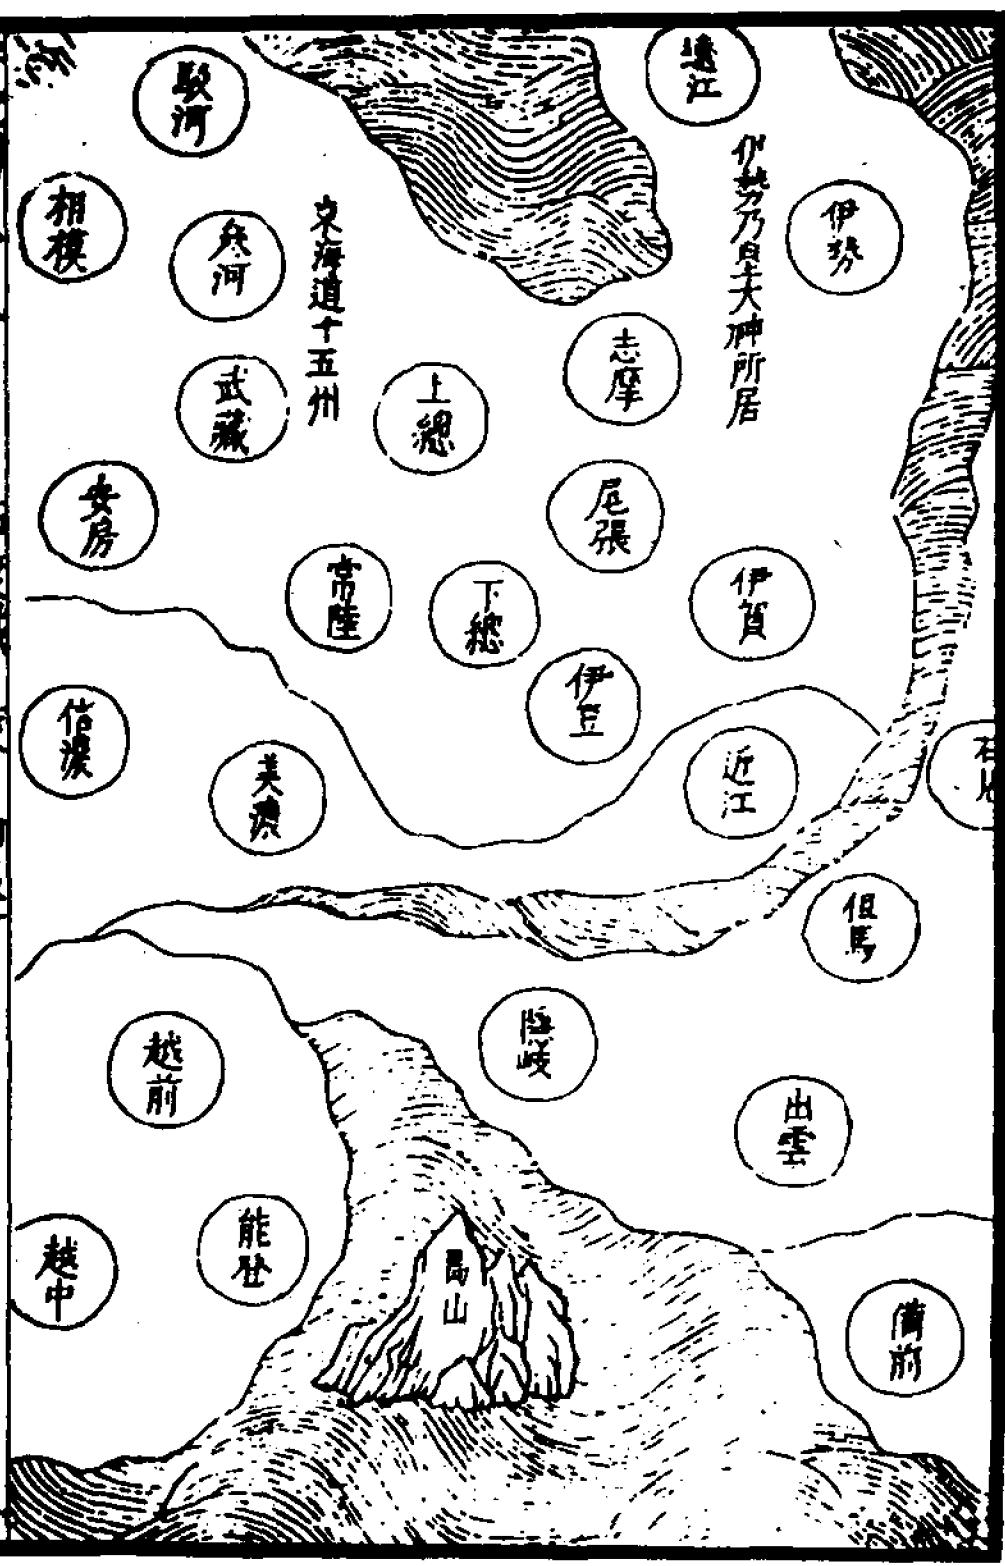 遠江
伊勢
伊勢乃皇大神所居
志摩
尾張
伊賀
伊豆
近江
上總
下總
東海道十五州
駿河
参河
武藏
常陸
相模
安房
信濃
美濃
但馬
隱岐
出雲
備前
越前
能登
越中
山